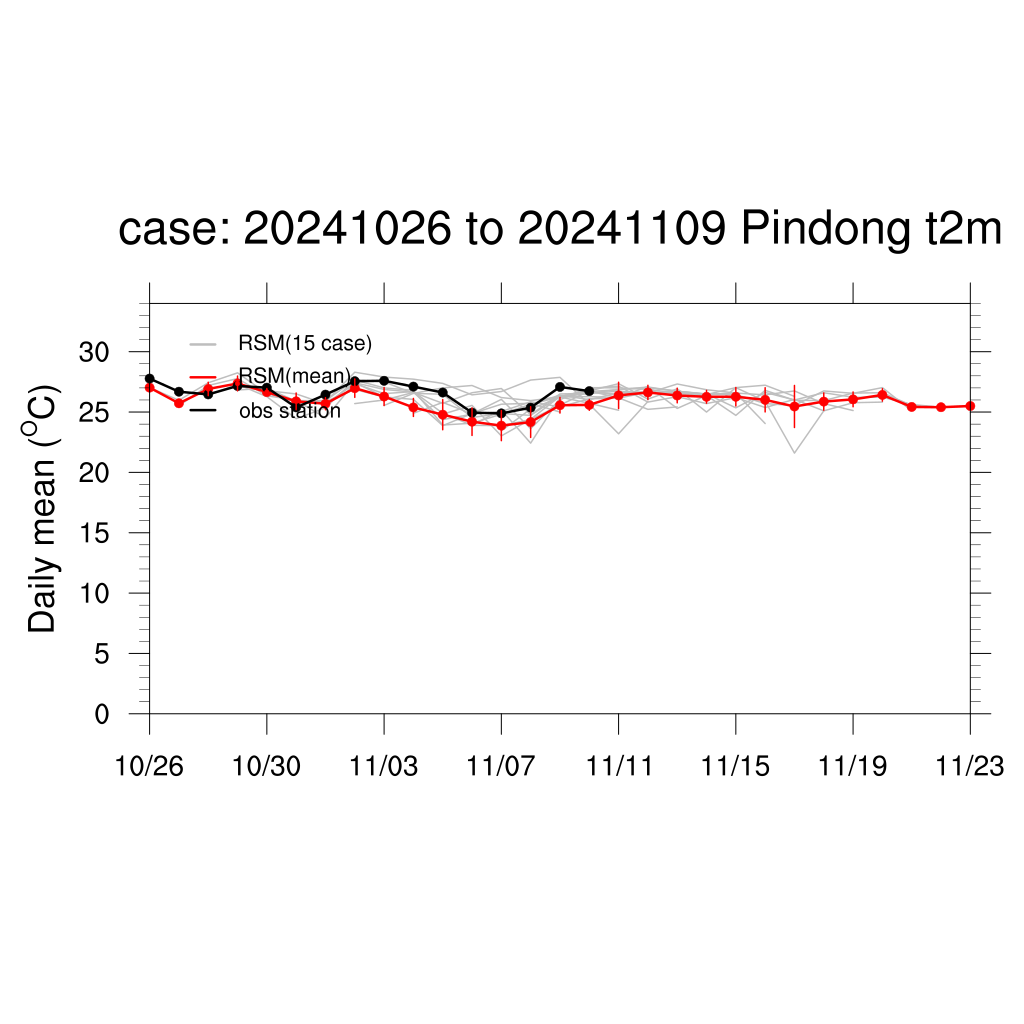 case: 20241026 to 20241109 Pindong t2m
RSM(15 case)
RSM(mean)
obs station
Daily mean (°C)
30
25
20
15
10
5
0
10/26 10/30 11/03 11/07 11/11 11/15 11/19 11/23